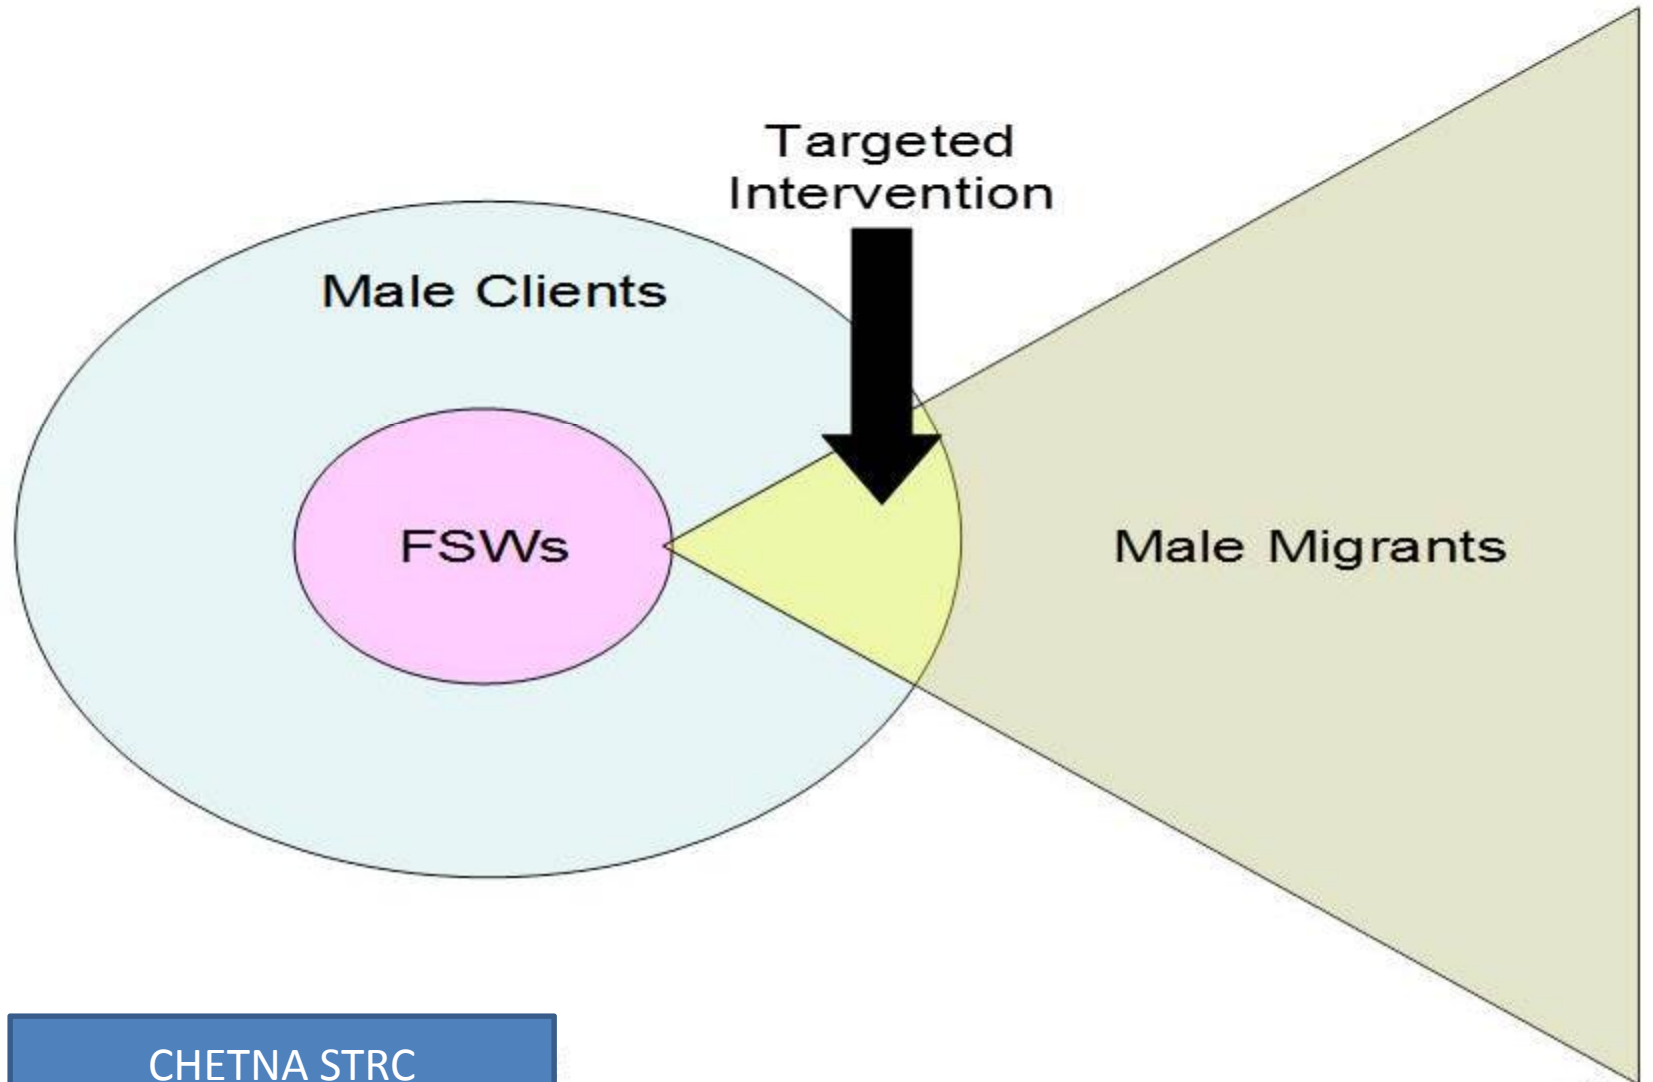 Targeted
Intervention
Male Clients
FSWs
Male Migrants
CHETNA STRC